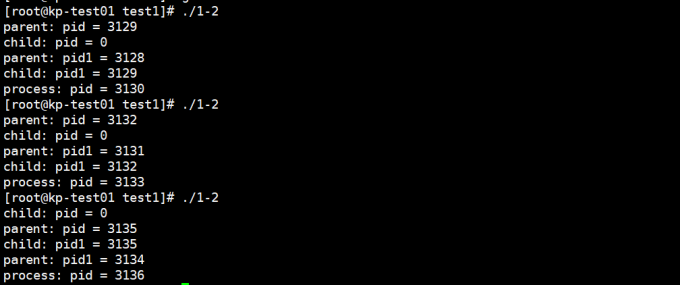 [root@kp-test01 test1]# ./1-2
parent: pid = 3129
child: pid = 0
parent: pid1 = 3128
child: pid1 = 3129
process: pid = 3130
[root@kp-test01 test1]# ./1-2
parent: pid = 3132
child: pid = 0
parent: pid1 = 3131
child: pid1 = 3132
process: pid = 3133
[root@kp-test01 test1]# ./1-2
child: pid = 0
parent: pid = 3135
child: pid1 = 3135
parent: pid1 = 3134
process: pid = 3136